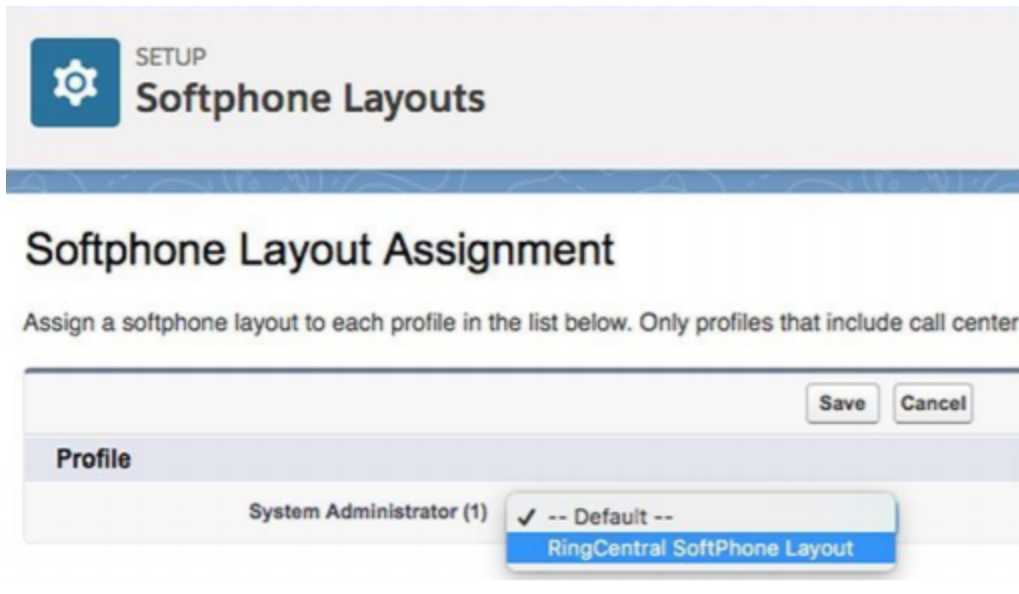 SETUP
Softphone Layouts
Softphone Layout Assignment
Assign a softphone layout to each profile in the list below. Only profiles that include call center
Save Cancel
Profile
System Administrator (1) ✓ -- Default --
RingCentral SoftPhone Layout